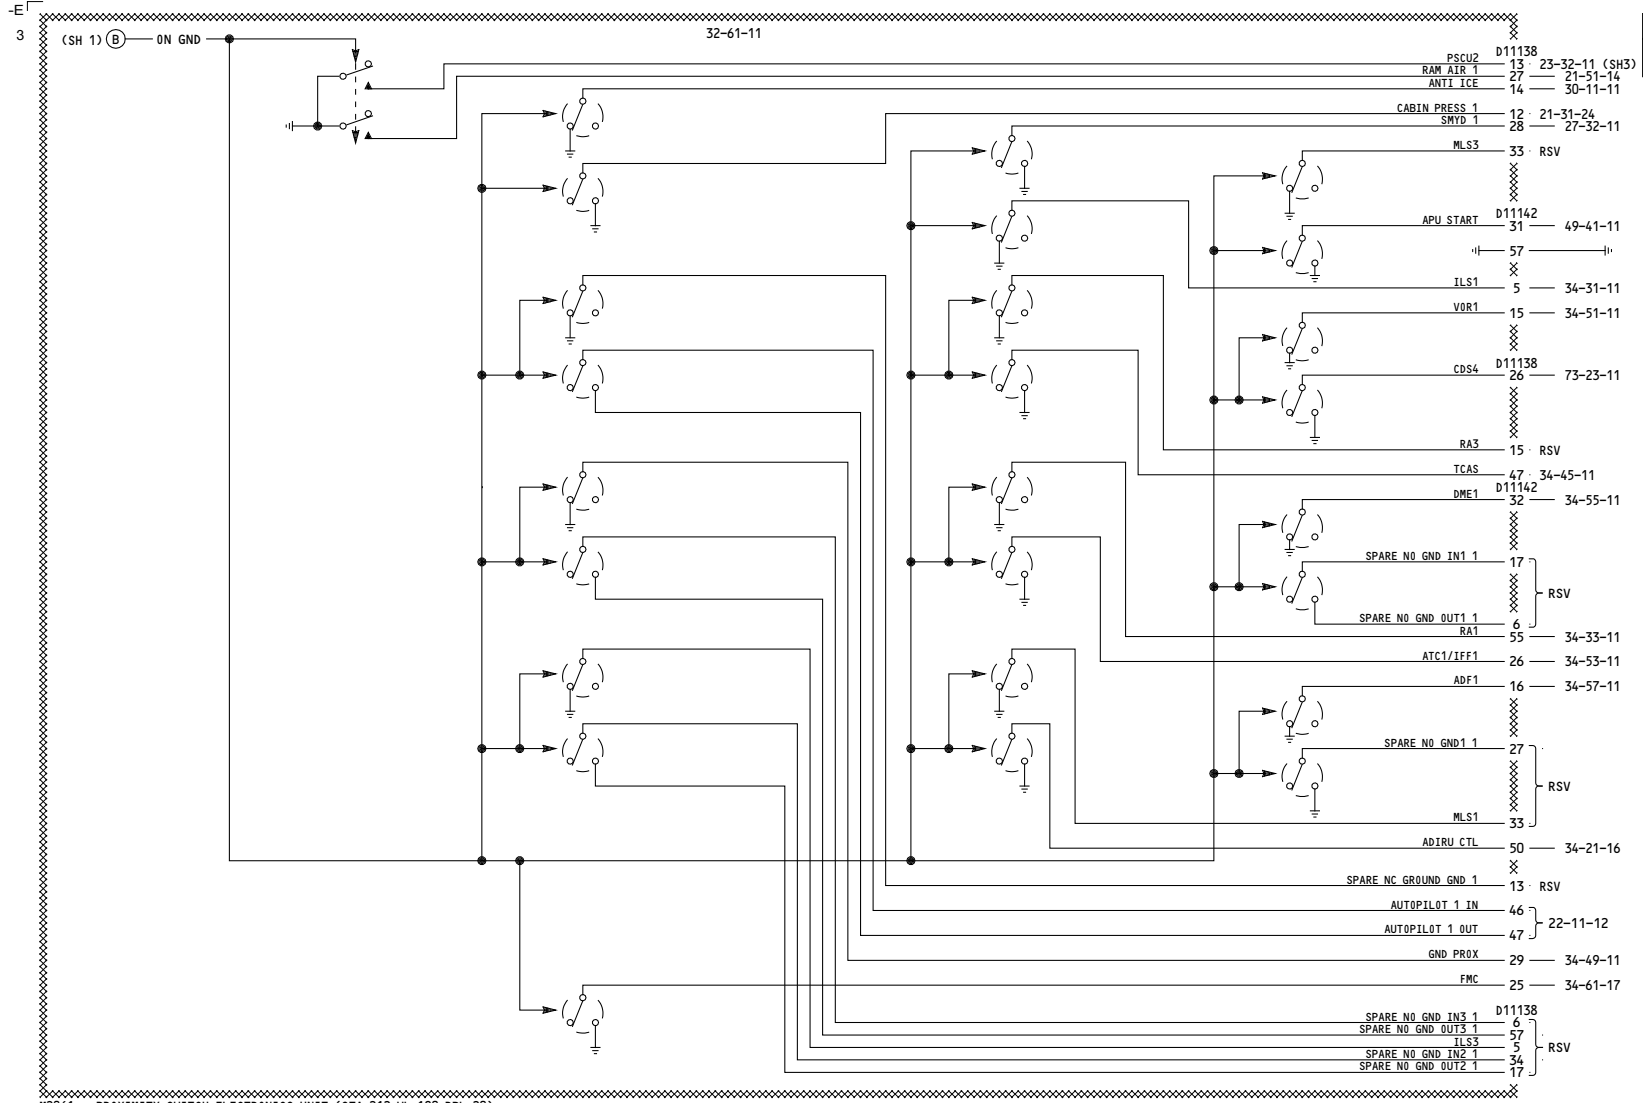 -E
3
(SH 1) B ON GND
32-61-11
D11138
PSCU2 13 23-32-11 (SH3)
RAM AIR 1 27 21-51-14
ANTI ICE 14 30-11-11
CABIN PRESS 1 12 21-31-24
SMYD 1 28 27-32-11
MLS3 33 RSV
D11142
APU START 31 49-41-11
57
ILS1 5 34-31-11
VOR1 15 34-51-11
D11138
CDS4 26 73-23-11
RA3 15 RSV
TCAS 47 34-45-11
D11142
DME1 32 34-55-11
SPARE NO GND IN1 1 17
RSV
SPARE NO GND OUT1 1 6
RA1 55 34-33-11
ATC1/IFF1 26 34-53-11
ADF1 16 34-57-11
SPARE NO GND1 1 27
RSV
MLS1 33
ADIRU CTL 50 34-21-16
SPARE NC GROUND GND 1 13 RSV
AUTOPILOT 1 IN 46
22-11-12
AUTOPILOT 1 OUT 47
GND PROX 29 34-49-11
FMC 25 34-61-17
D11138
SPARE NO GND IN3 1 6
SPARE NO GND OUT3 1 57
ILS3 5 RSV
SPARE NO GND IN2 1 34
SPARE NO GND OUT2 1 17